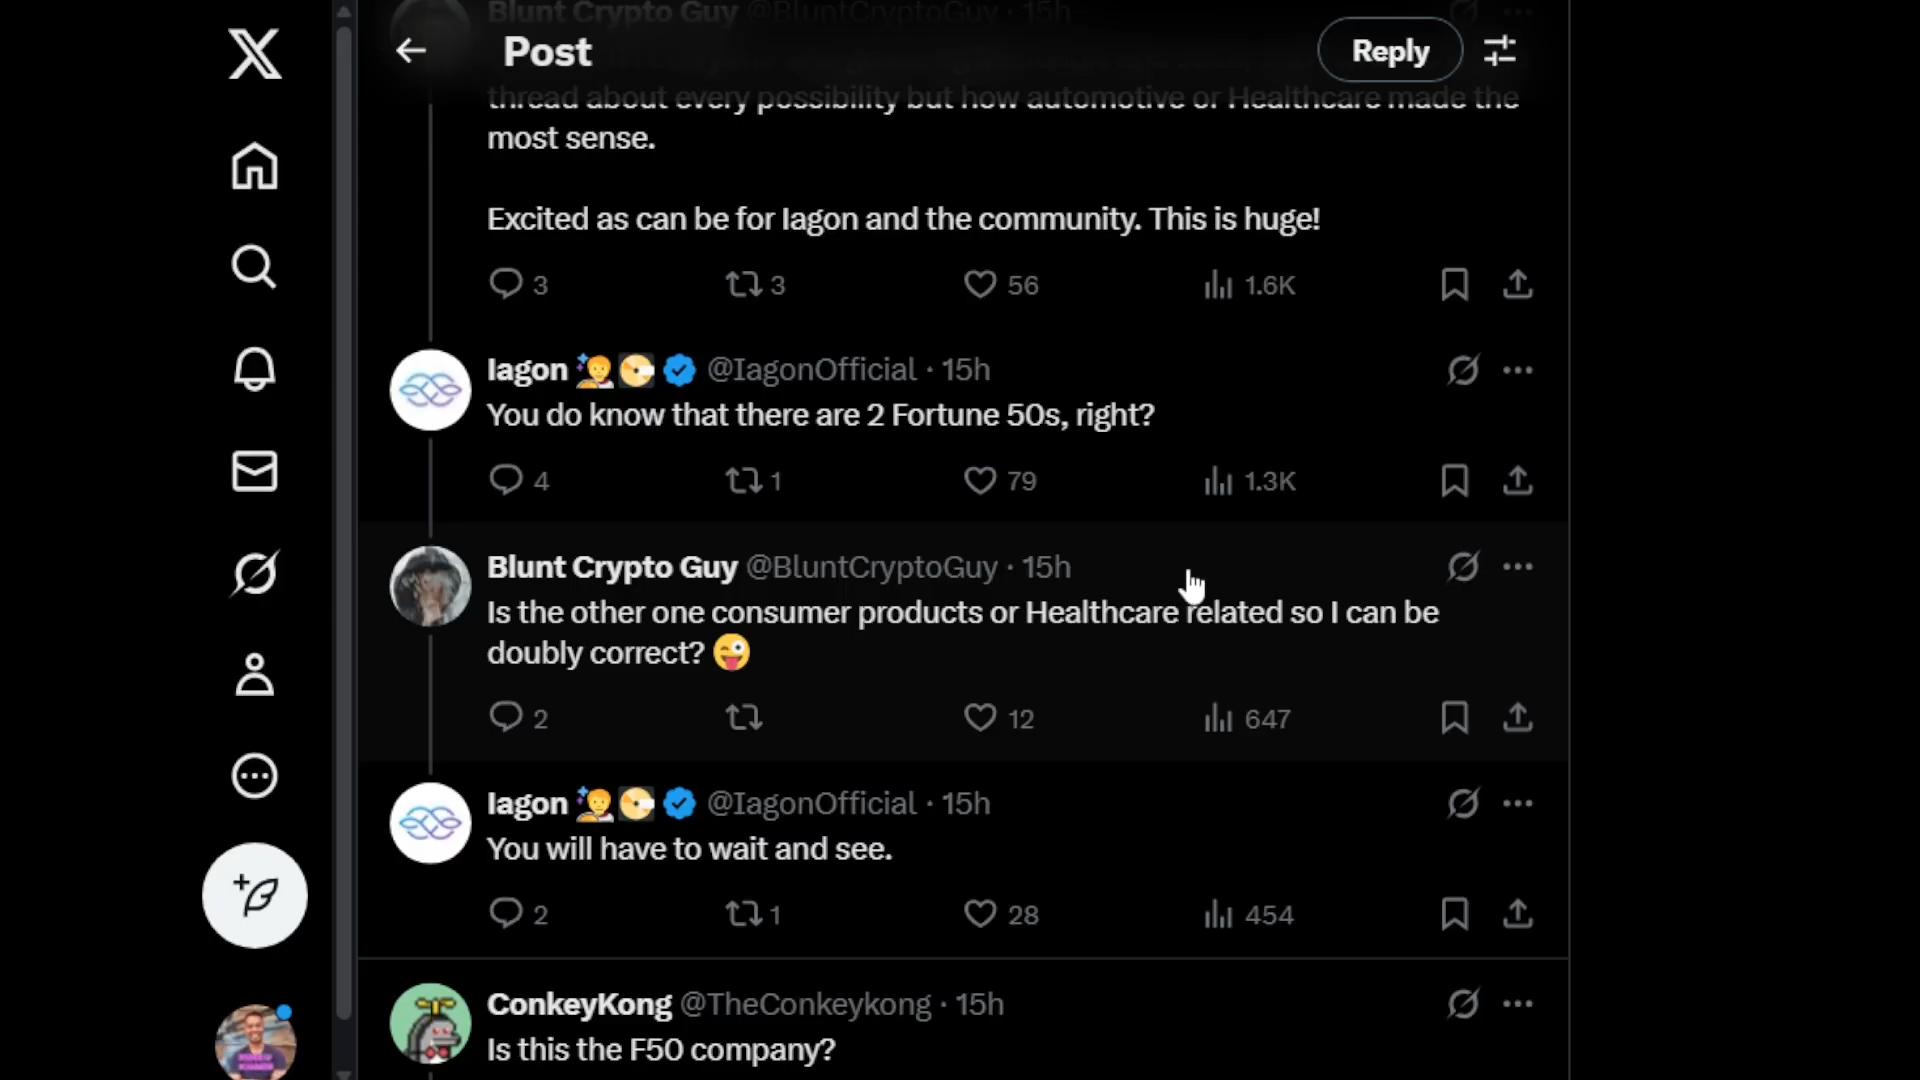 Blunt Crypto Guy @BluntCryptoGuy · 15h
Post
Reply
thread about every possibility but how automotive or Healthcare made the
most sense.
Excited as can be for Iagon and the community. This is huge!
3 3 56 1.6K
Iagon @IagonOfficial · 15h
You do know that there are 2 Fortune 50s, right?
4 1 79 1.3K
Blunt Crypto Guy @BluntCryptoGuy · 15h
Is the other one consumer products or Healthcare related so I can be
doubly correct? 😜
2 12 647
Iagon @IagonOfficial · 15h
You will have to wait and see.
2 1 28 454
ConkeyKong @TheConkeykong · 15h
Is this the F50 company?